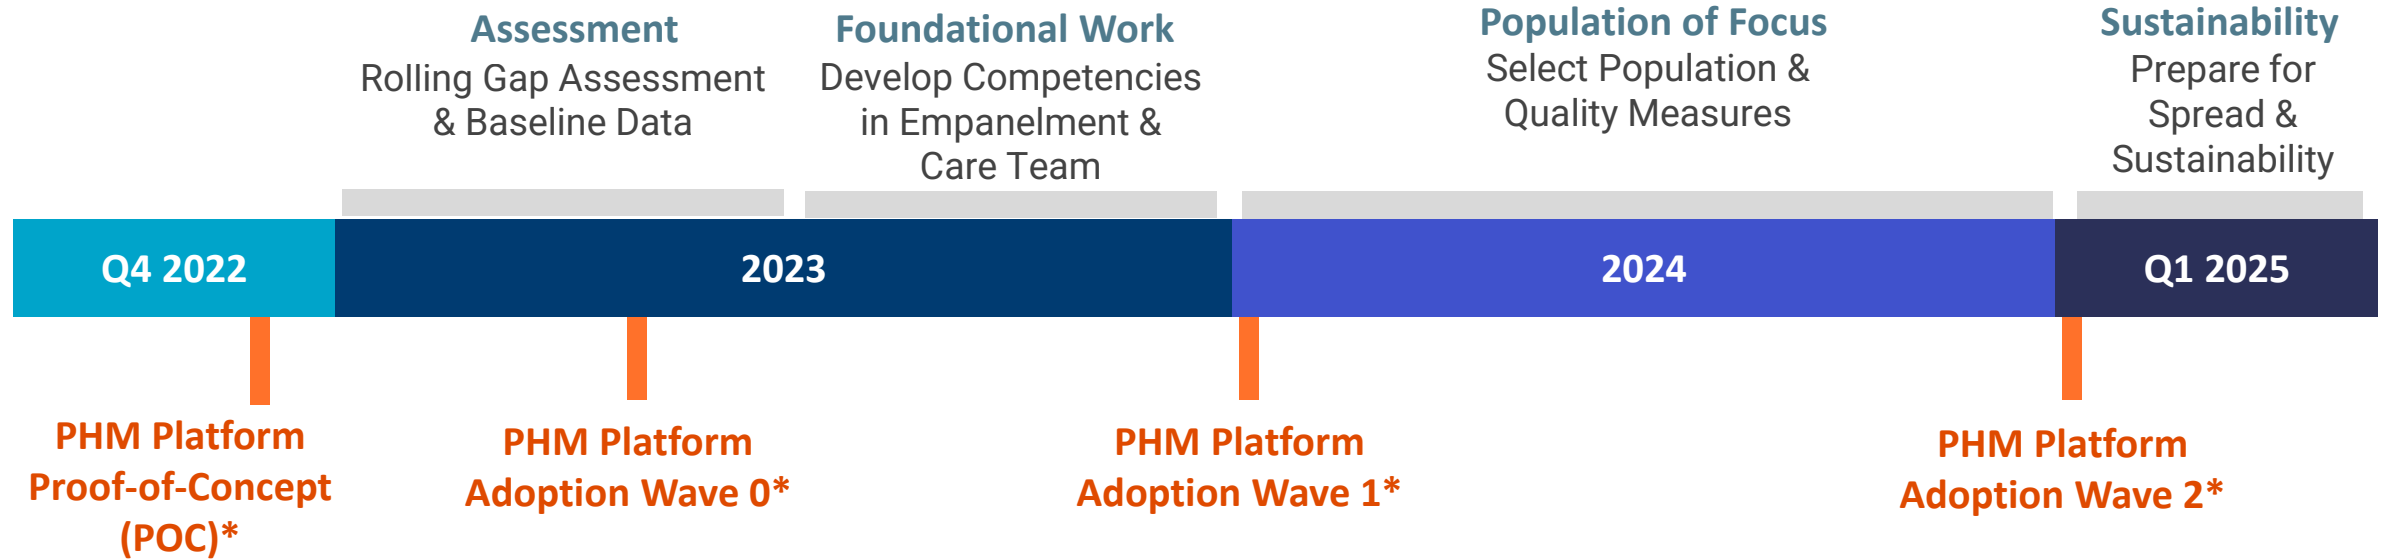 Assessment
Rolling Gap Assessment
& Baseline Data
Foundational Work
Develop Competencies
in Empanelment &
Care Team
Population of Focus
Select Population &
Quality Measures
Sustainability
Prepare for
Spread &
Sustainability
Q4 2022
2023
2024
Q1 2025
PHM Platform
Proof-of-Concept
(POC)*
PHM Platform
Adoption Wave 0*
PHM Platform
Adoption Wave 1*
PHM Platform
Adoption Wave 2*